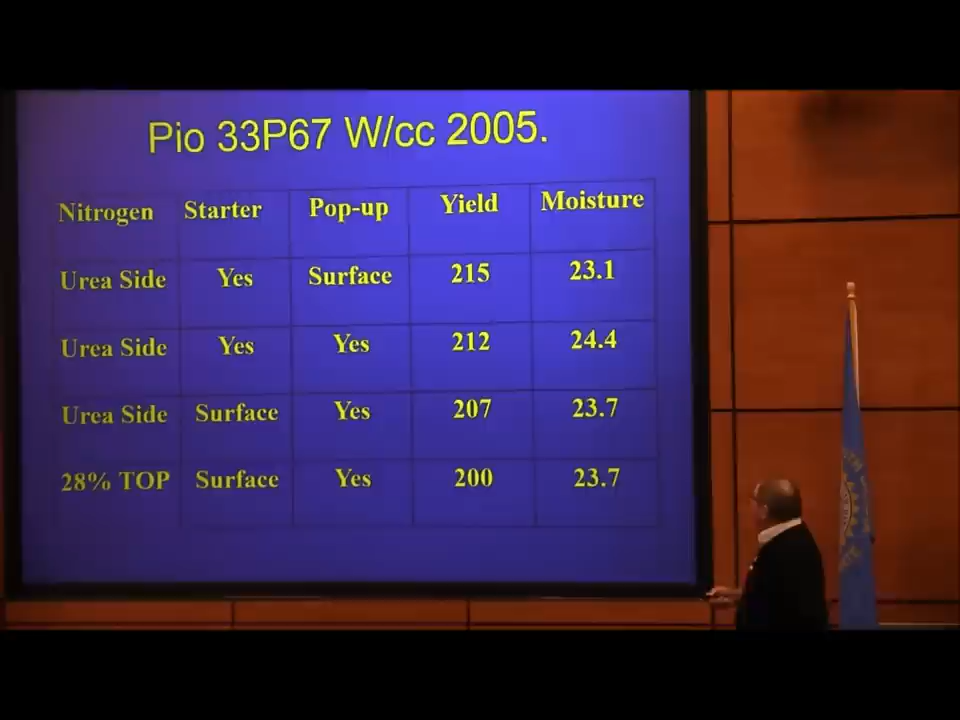 Pio 33P67 W/cc 2005.
Nitrogen Starter Pop-up Yield Moisture
Urea Side Yes Surface 215 23.1
Urea Side Yes Yes 212 24.4
Urea Side Surface Yes 207 23.7
28% TOP Surface Yes 200 23.7